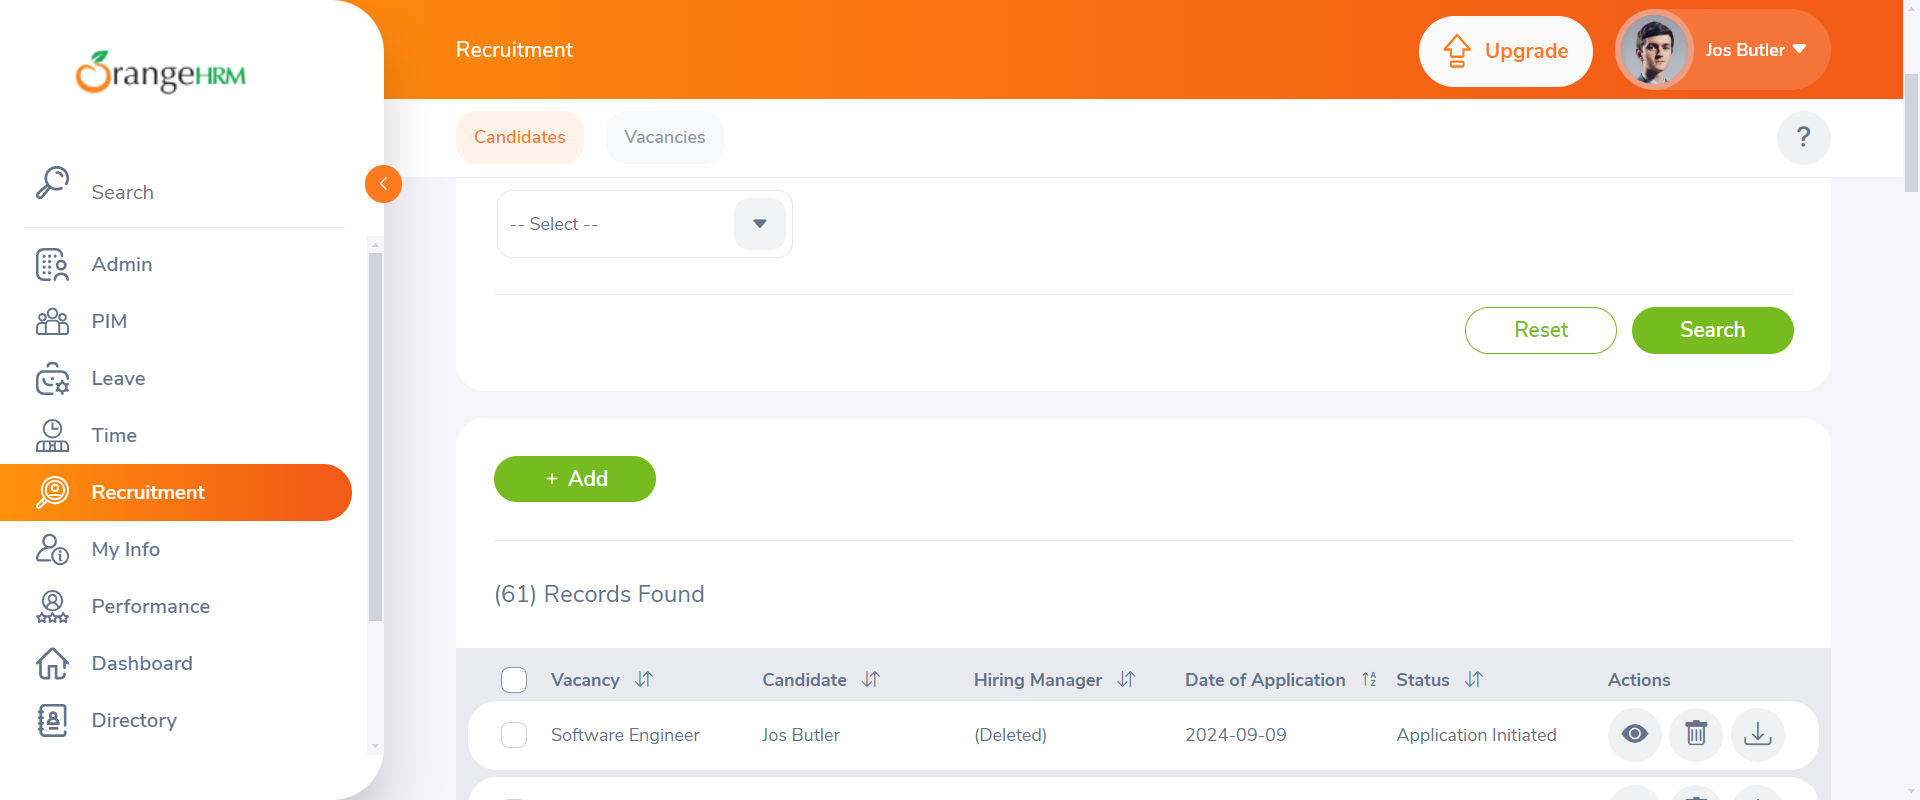 OrangeHRM
Recruitment
Upgrade
Jos Butler
Candidates
Vacancies
?
Search
Admin
PIM
Leave
Time
Recruitment
My Info
Performance
Dashboard
Directory
-- Select --
Reset
Search
+ Add
(61) Records Found
Vacancy Candidate Hiring Manager Date of Application Status Actions
Software Engineer Jos Butler (Deleted) 2024-09-09 Application Initiated